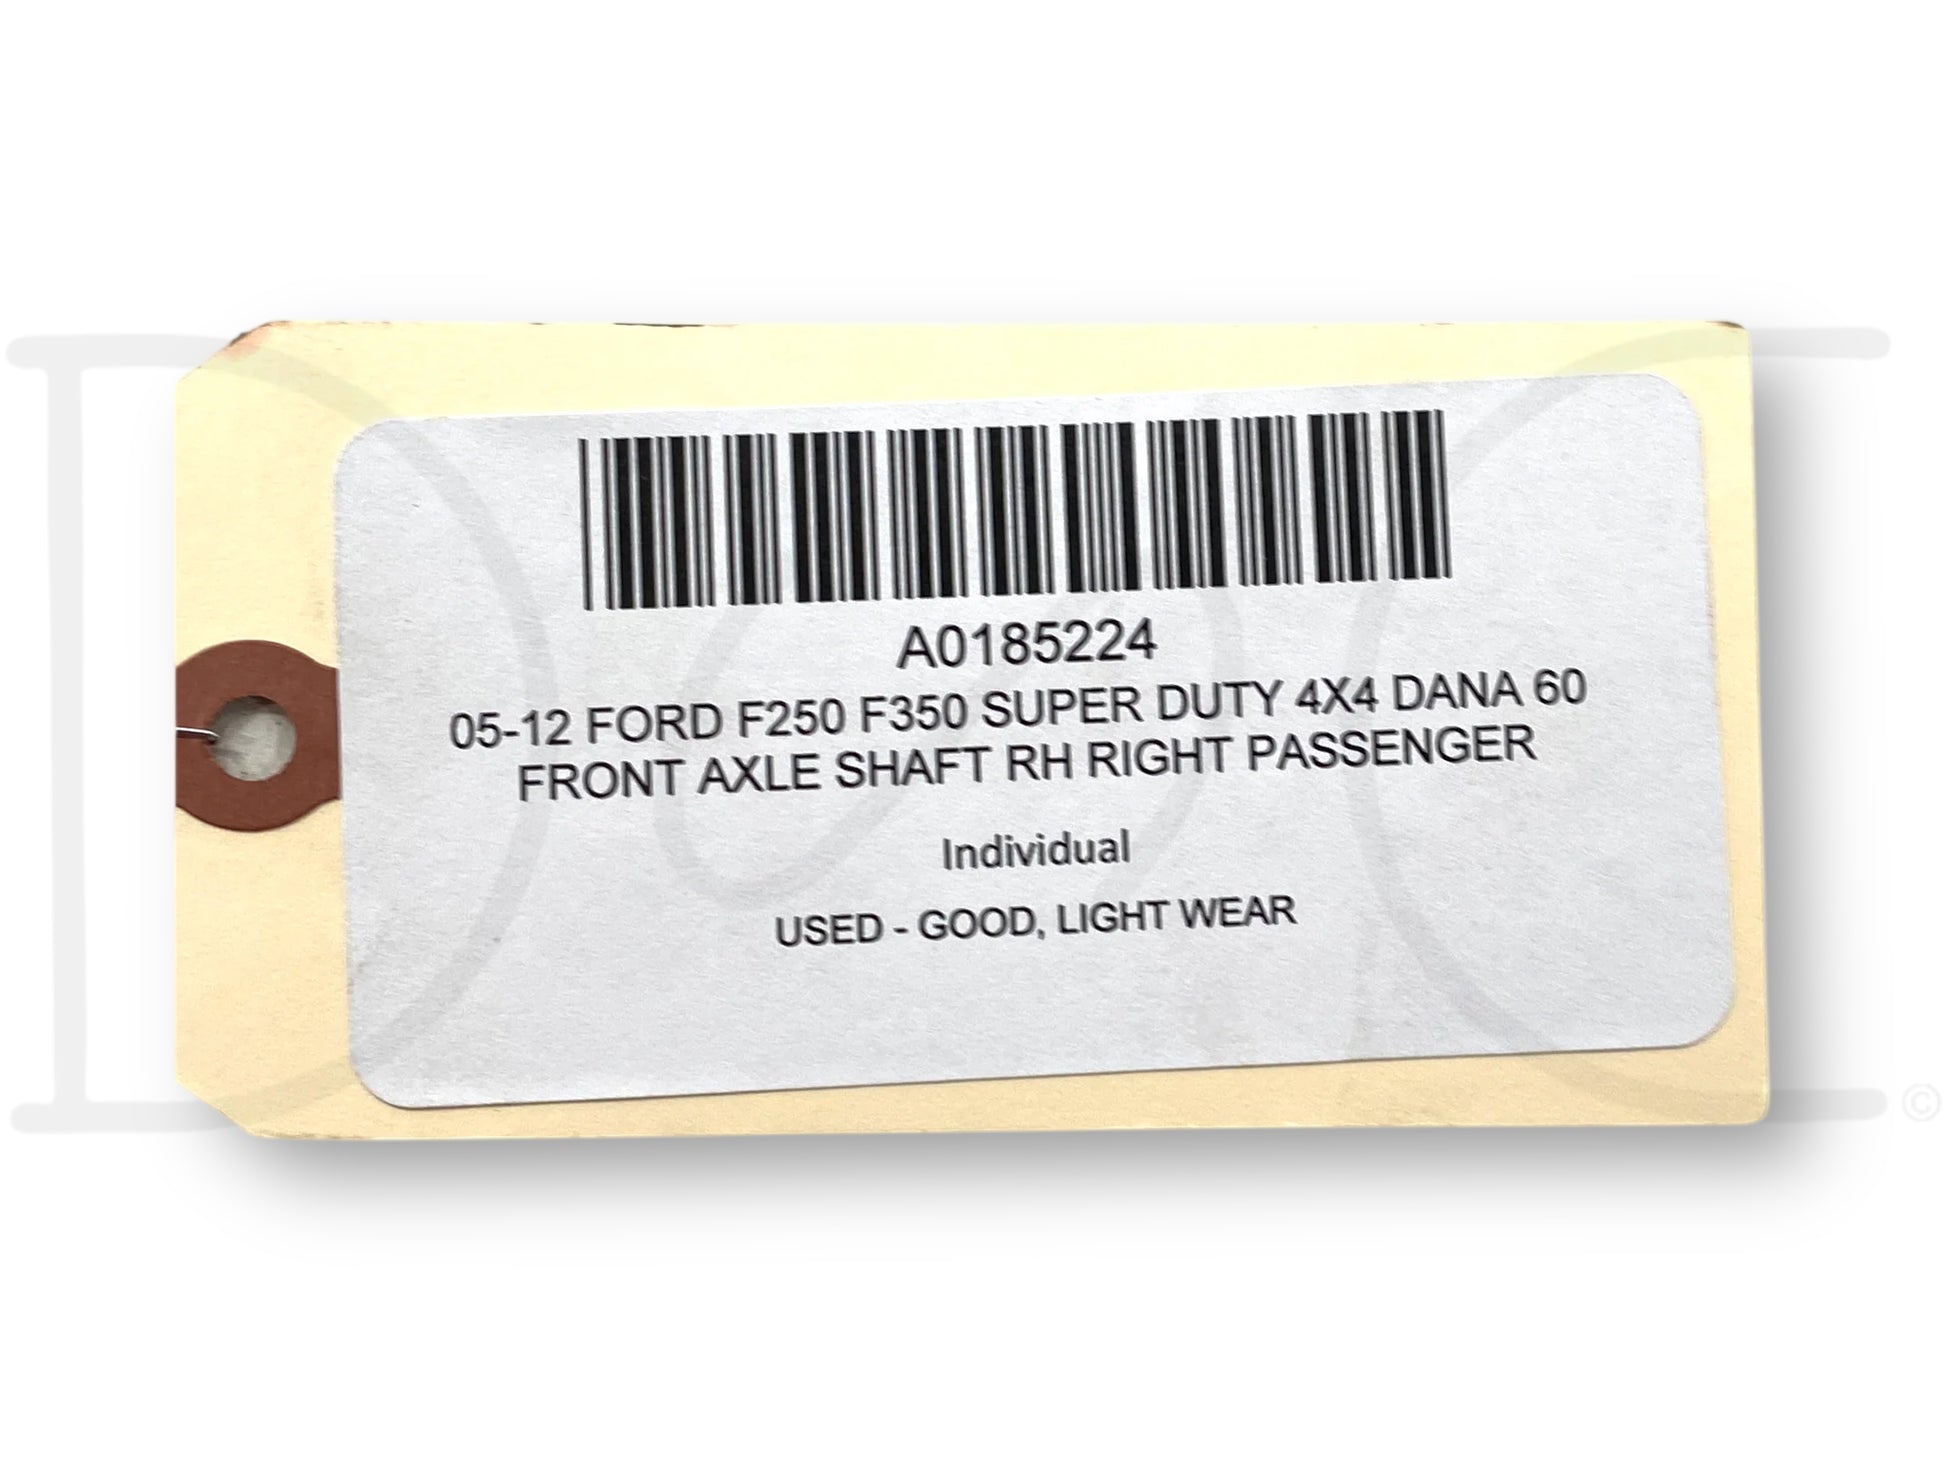 A0185224
05-12 FORD F250 F350 SUPER DUTY 4X4 DANA 60
FRONT AXLE SHAFT RH RIGHT PASSENGER
Individual
USED - GOOD, LIGHT WEAR
©